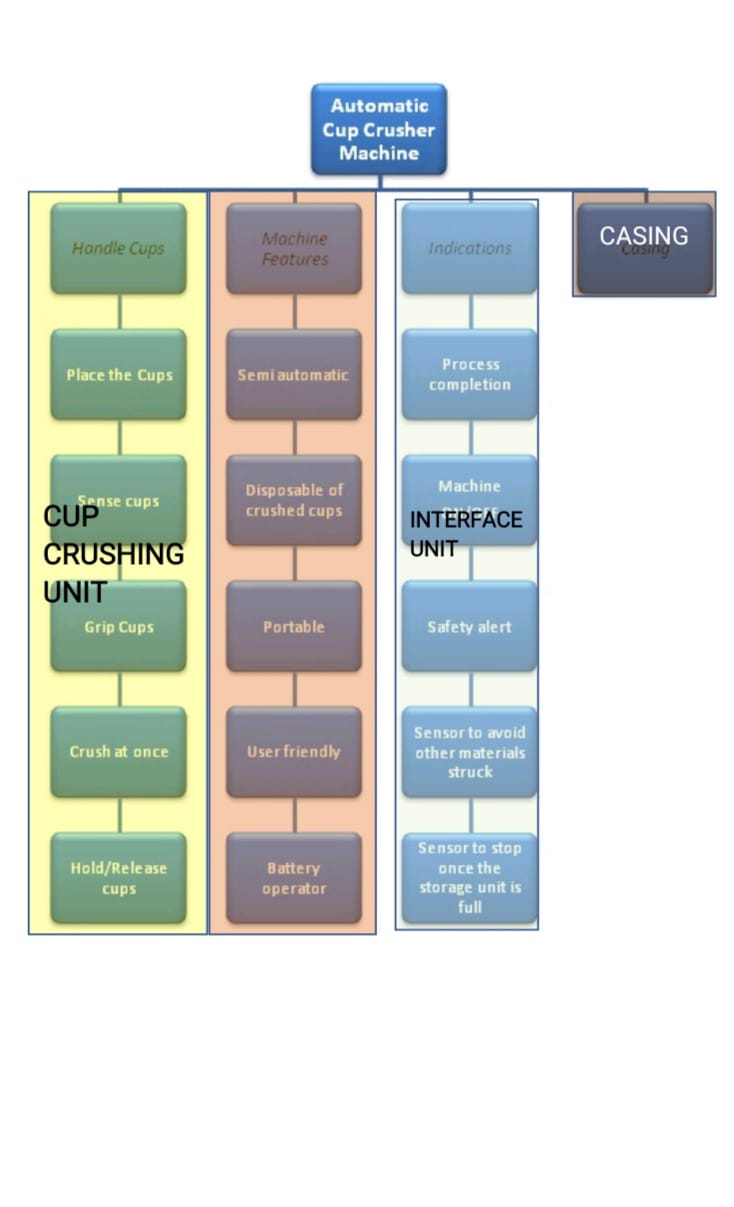 Automatic
Cup Crusher
Machine
Handle Cups
Place the Cups
Sense cups
CUP
CRUSHING
UNIT
Grip Cups
Crush at once
Hold/Release
cups
Machine
Features
Semi automatic
Disposable of
crushed cups
Portable
User friendly
Battery
operator
Indications
Process
completion
Machine
INTERFACE
UNIT
Safety alert
Sensor to avoid
other materials
struck
Sensor to stop
once the
storage unit is
full
CASING
Casing